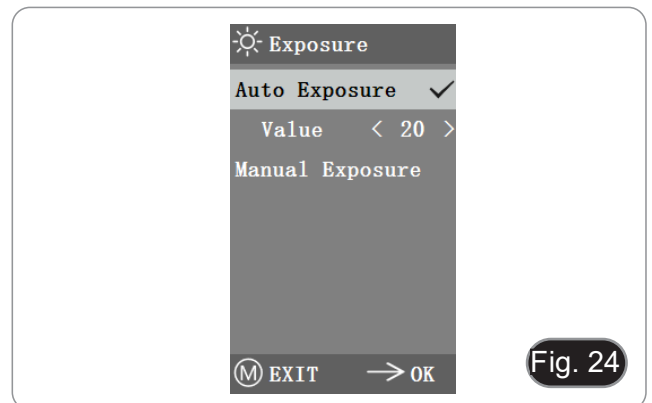 Exposure
Auto Exposure
Value < 20 >
Manual Exposure
M EXIT → OK
Fig. 24